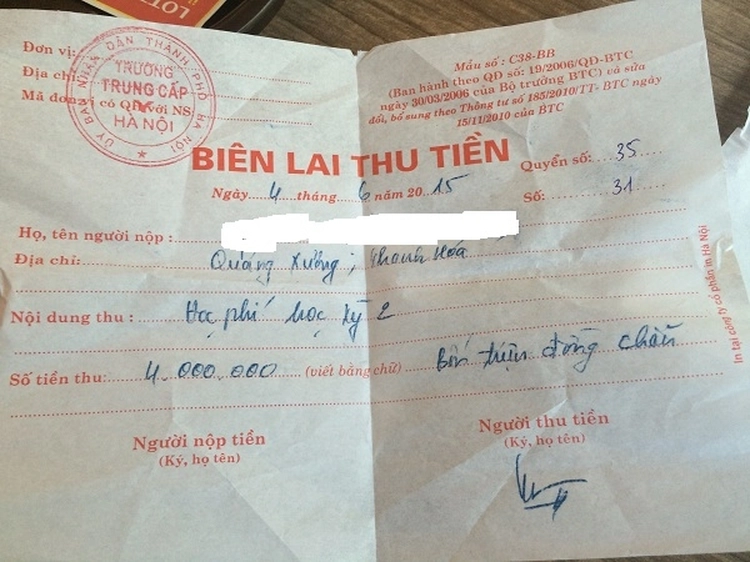 LOTT
Mẫu số : C38-BB
(Ban hành theo QĐ số: 19/2006/QĐ-BTC
ngày 30/03/2006 của Bộ trưởng BTC) và sửa
đổi, bổ sung theo Thông tư số 185/2010/TT- BTC ngày
15/11/2010 của BTC
Đơn vị:
Địa chỉ:
Mã đơn vị có QH với NS:
ỦY BAN NHÂN DÂN THÀNH PHỐ HÀ NỘI
TRƯỜNG
TRUNG CẤP
HÀ NỘI
BIÊN LAI THU TIỀN
Quyển số: 35
Ngày 4 tháng 6 năm 2015
Số: 31
Họ, tên người nộp :
Địa chỉ: Quảng Xương, Thanh Hóa
Nội dung thu : Học phí học kỳ 2
Số tiền thu: 4.000.000 (viết bằng chữ) Bốn triệu đồng chẵn
Người nộp tiền
(Ký, họ tên)
Người thu tiền
(Ký, họ tên)
In tại công ty cổ phần in Hà Nội